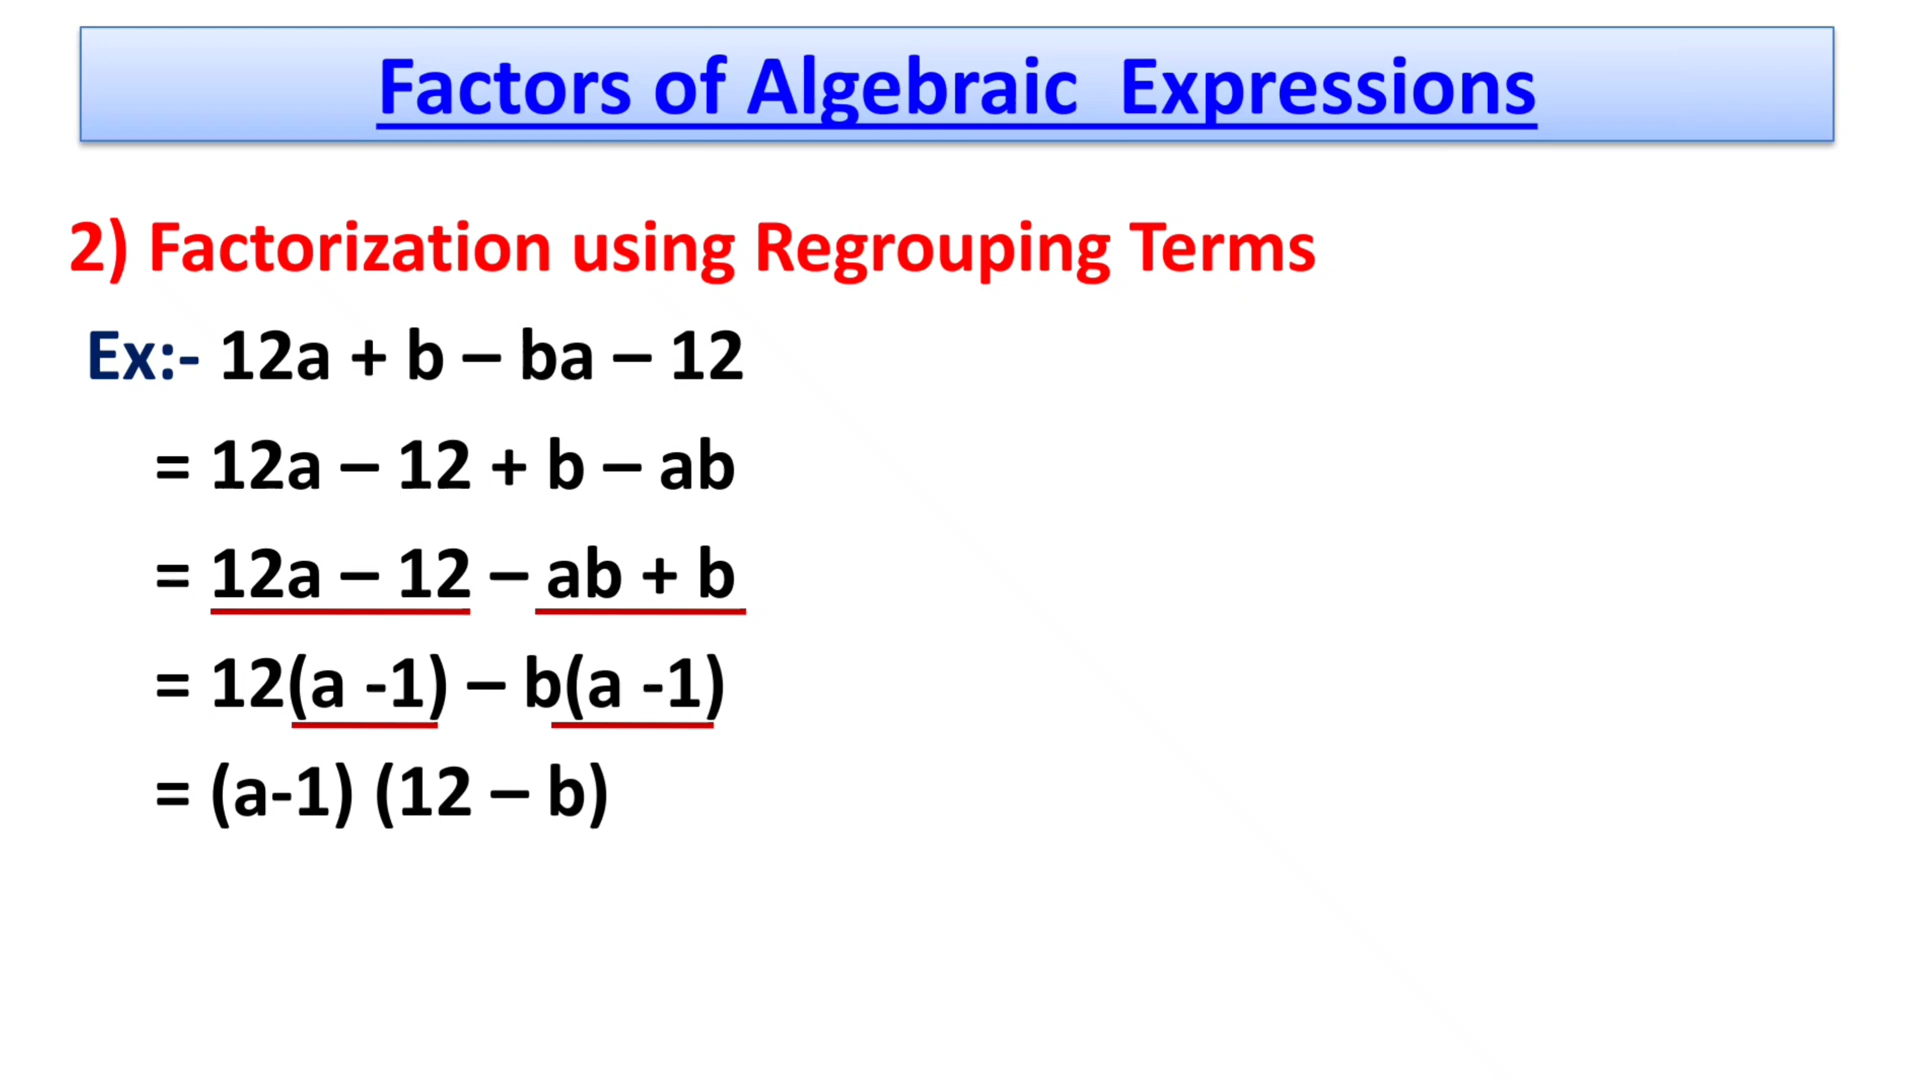 Factors of Algebraic  Expressions
2) Factorization using Regrouping Terms
Ex:- 12a + b – ba – 12
= 12a – 12 + b – ab
= 12a – 12 – ab + b
= 12(a -1) – b(a -1)
= (a-1) (12 – b)